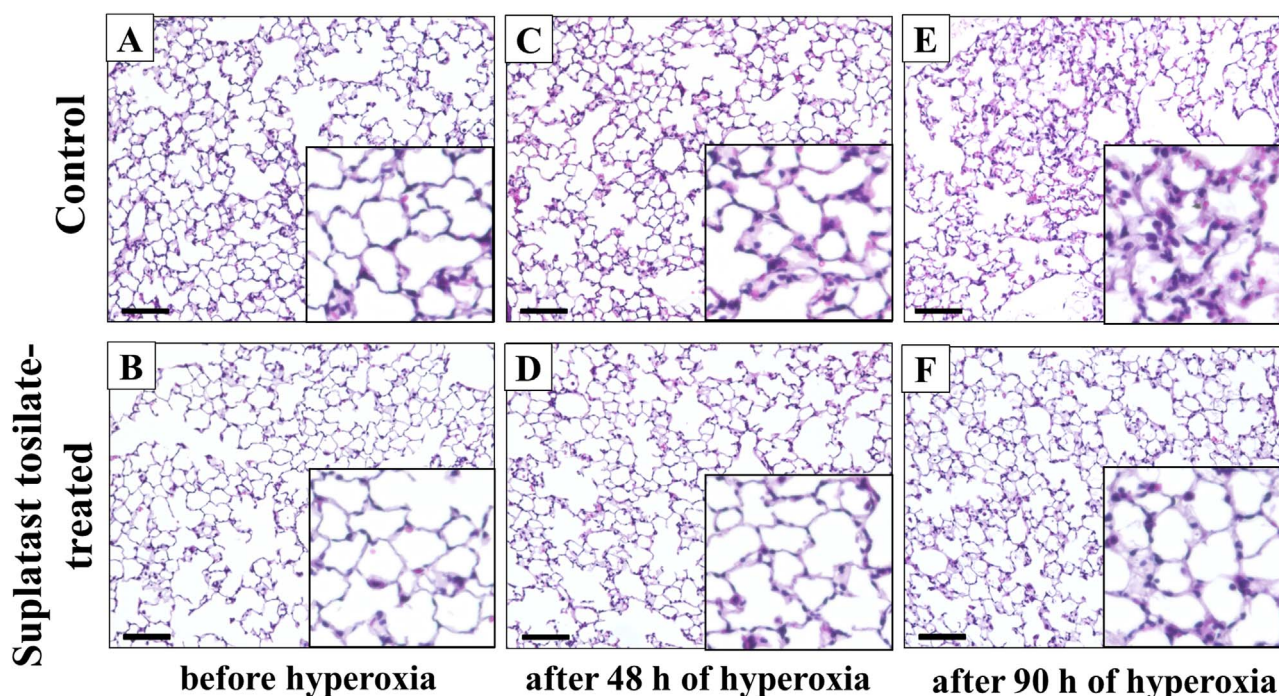 A
C
E
Control
B
D
F
Suplatast tosilate-
treated
before hyperoxia
after 48 h of hyperoxia
after 90 h of hyperoxia